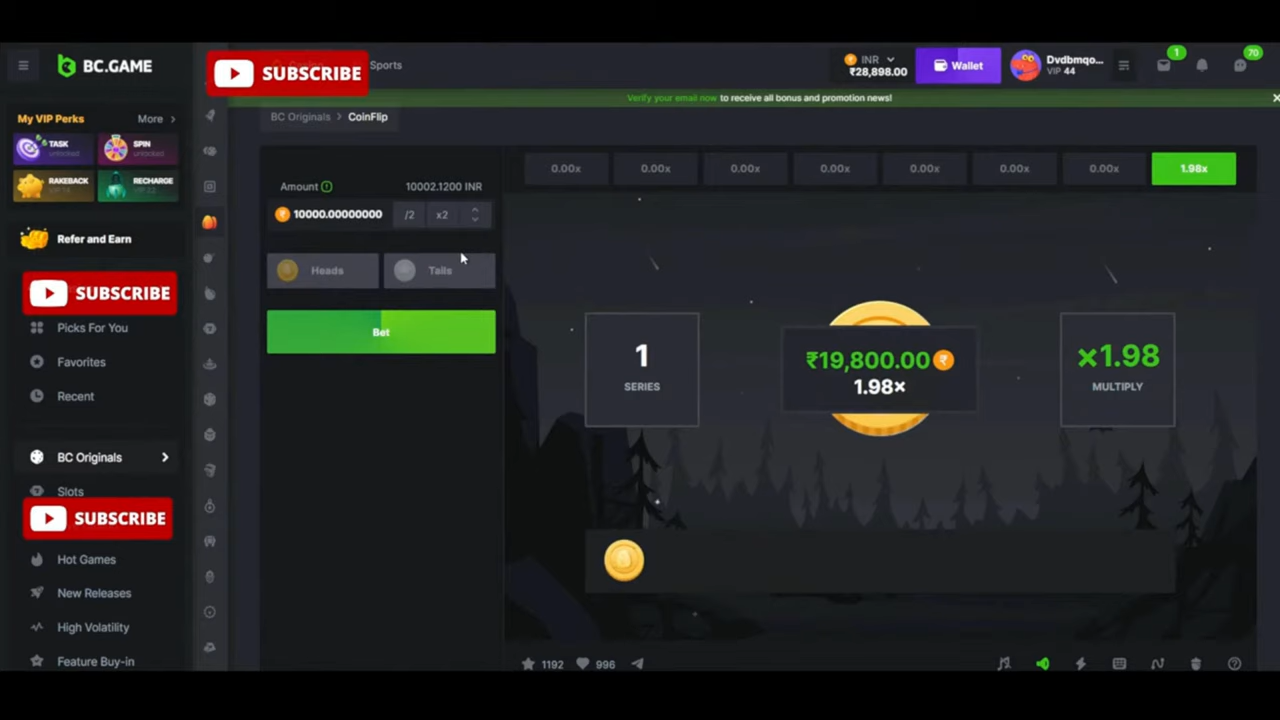 BC.GAME
SUBSCRIBE
Sports
INR
₹28,898.00
Wallet
Dvdbmqo...
VIP 44
1
70
Verify your email now to receive all bonus and promotion news!
My VIP Perks
More
TASK
unlocked
SPIN
unlocked
RAKEBACK
RECHARGE
Refer and Earn
SUBSCRIBE
Picks For You
Favorites
Recent
BC Originals
Slots
SUBSCRIBE
Hot Games
New Releases
High Volatility
Feature Buy-in
BC Originals > CoinFlip
Amount
10002.1200 INR
10000.00000000
/2
x2
Heads
Tails
Bet
0.00x
0.00x
0.00x
0.00x
0.00x
0.00x
0.00x
1.98x
1
SERIES
₹19,800.00
1.98×
×1.98
MULTIPLY
1192
996